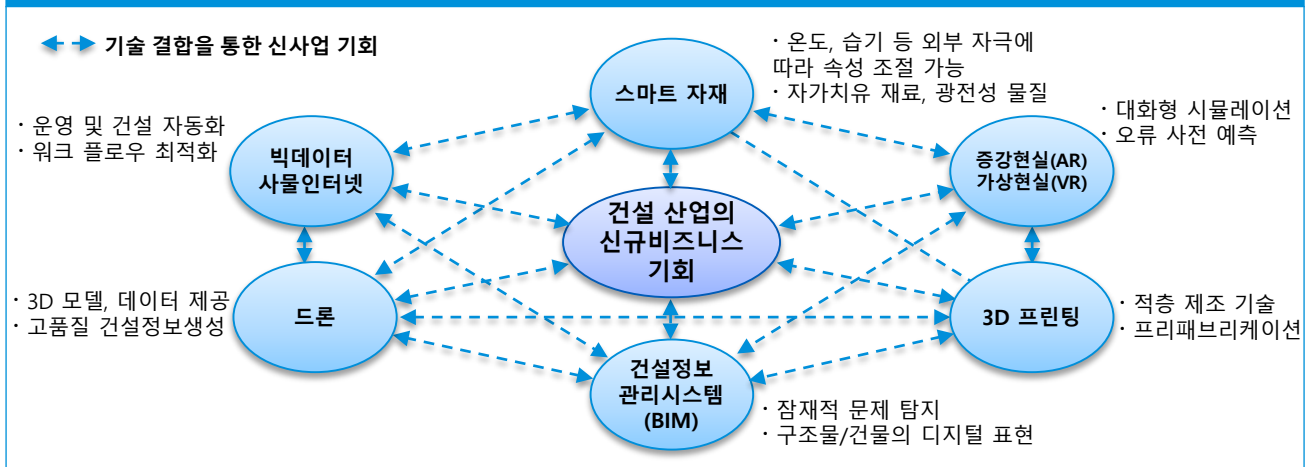 기술 결합을 통한 신사업 기회
스마트 자재
· 온도, 습기 등 외부 자극에
따라 속성 조절 가능
· 자가치유 재료, 광전성 물질
· 운영 및 건설 자동화
· 워크 플로우 최적화
빅데이터
사물인터넷
증강현실(AR)
가상현실(VR)
· 대화형 시뮬레이션
· 오류 사전 예측
건설 산업의
신규비즈니스
기회
· 3D 모델, 데이터 제공
· 고품질 건설정보생성
드론
3D 프린팅
· 적층 제조 기술
· 프리패브리케이션
건설정보
관리시스템
(BIM)
· 잠재적 문제 탐지
· 구조물/건물의 디지털 표현